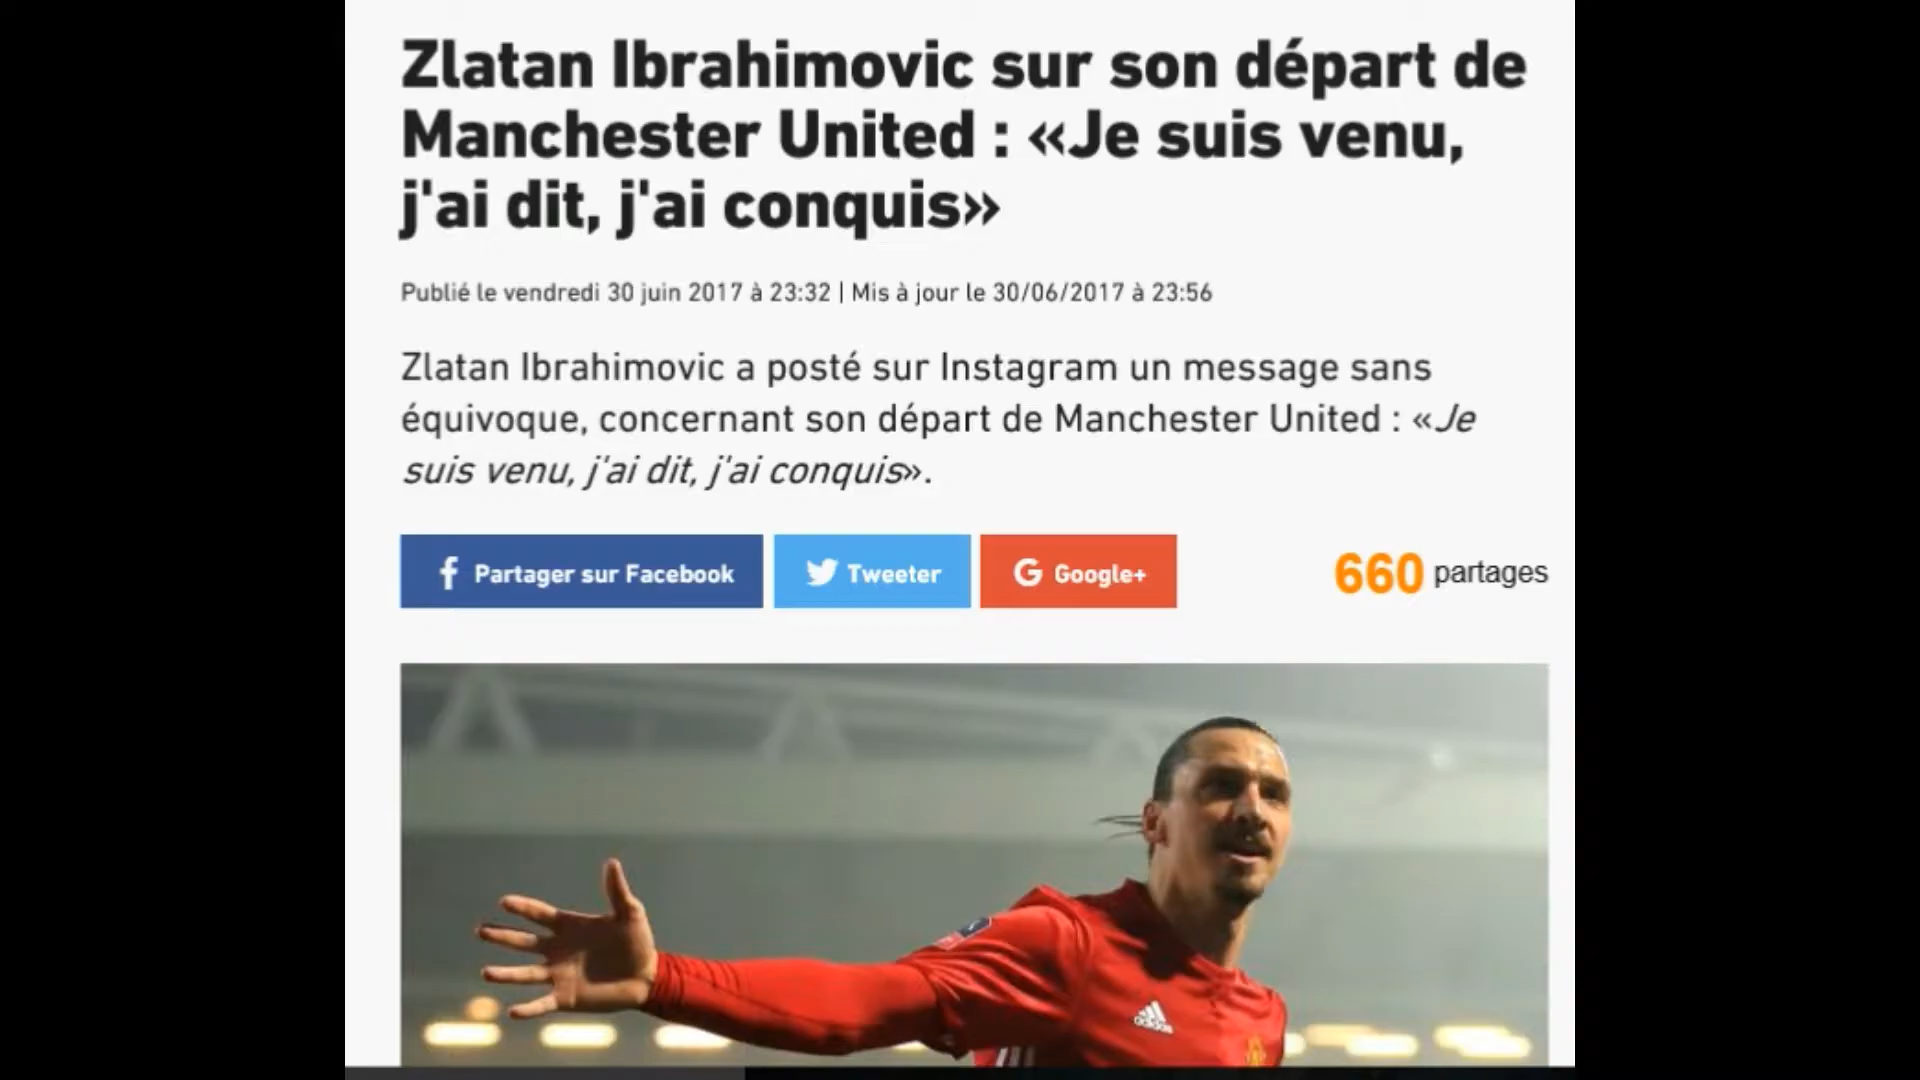 Zlatan Ibrahimovic sur son départ de
Manchester United : «Je suis venu,
j'ai dit, j'ai conquis»
Publié le vendredi 30 juin 2017 à 23:32 | Mis à jour le 30/06/2017 à 23:56
Zlatan Ibrahimovic a posté sur Instagram un message sans
équivoque, concernant son départ de Manchester United : «Je
suis venu, j'ai dit, j'ai conquis».
Partager sur Facebook
Tweeter
Google+
660 partages
adidas